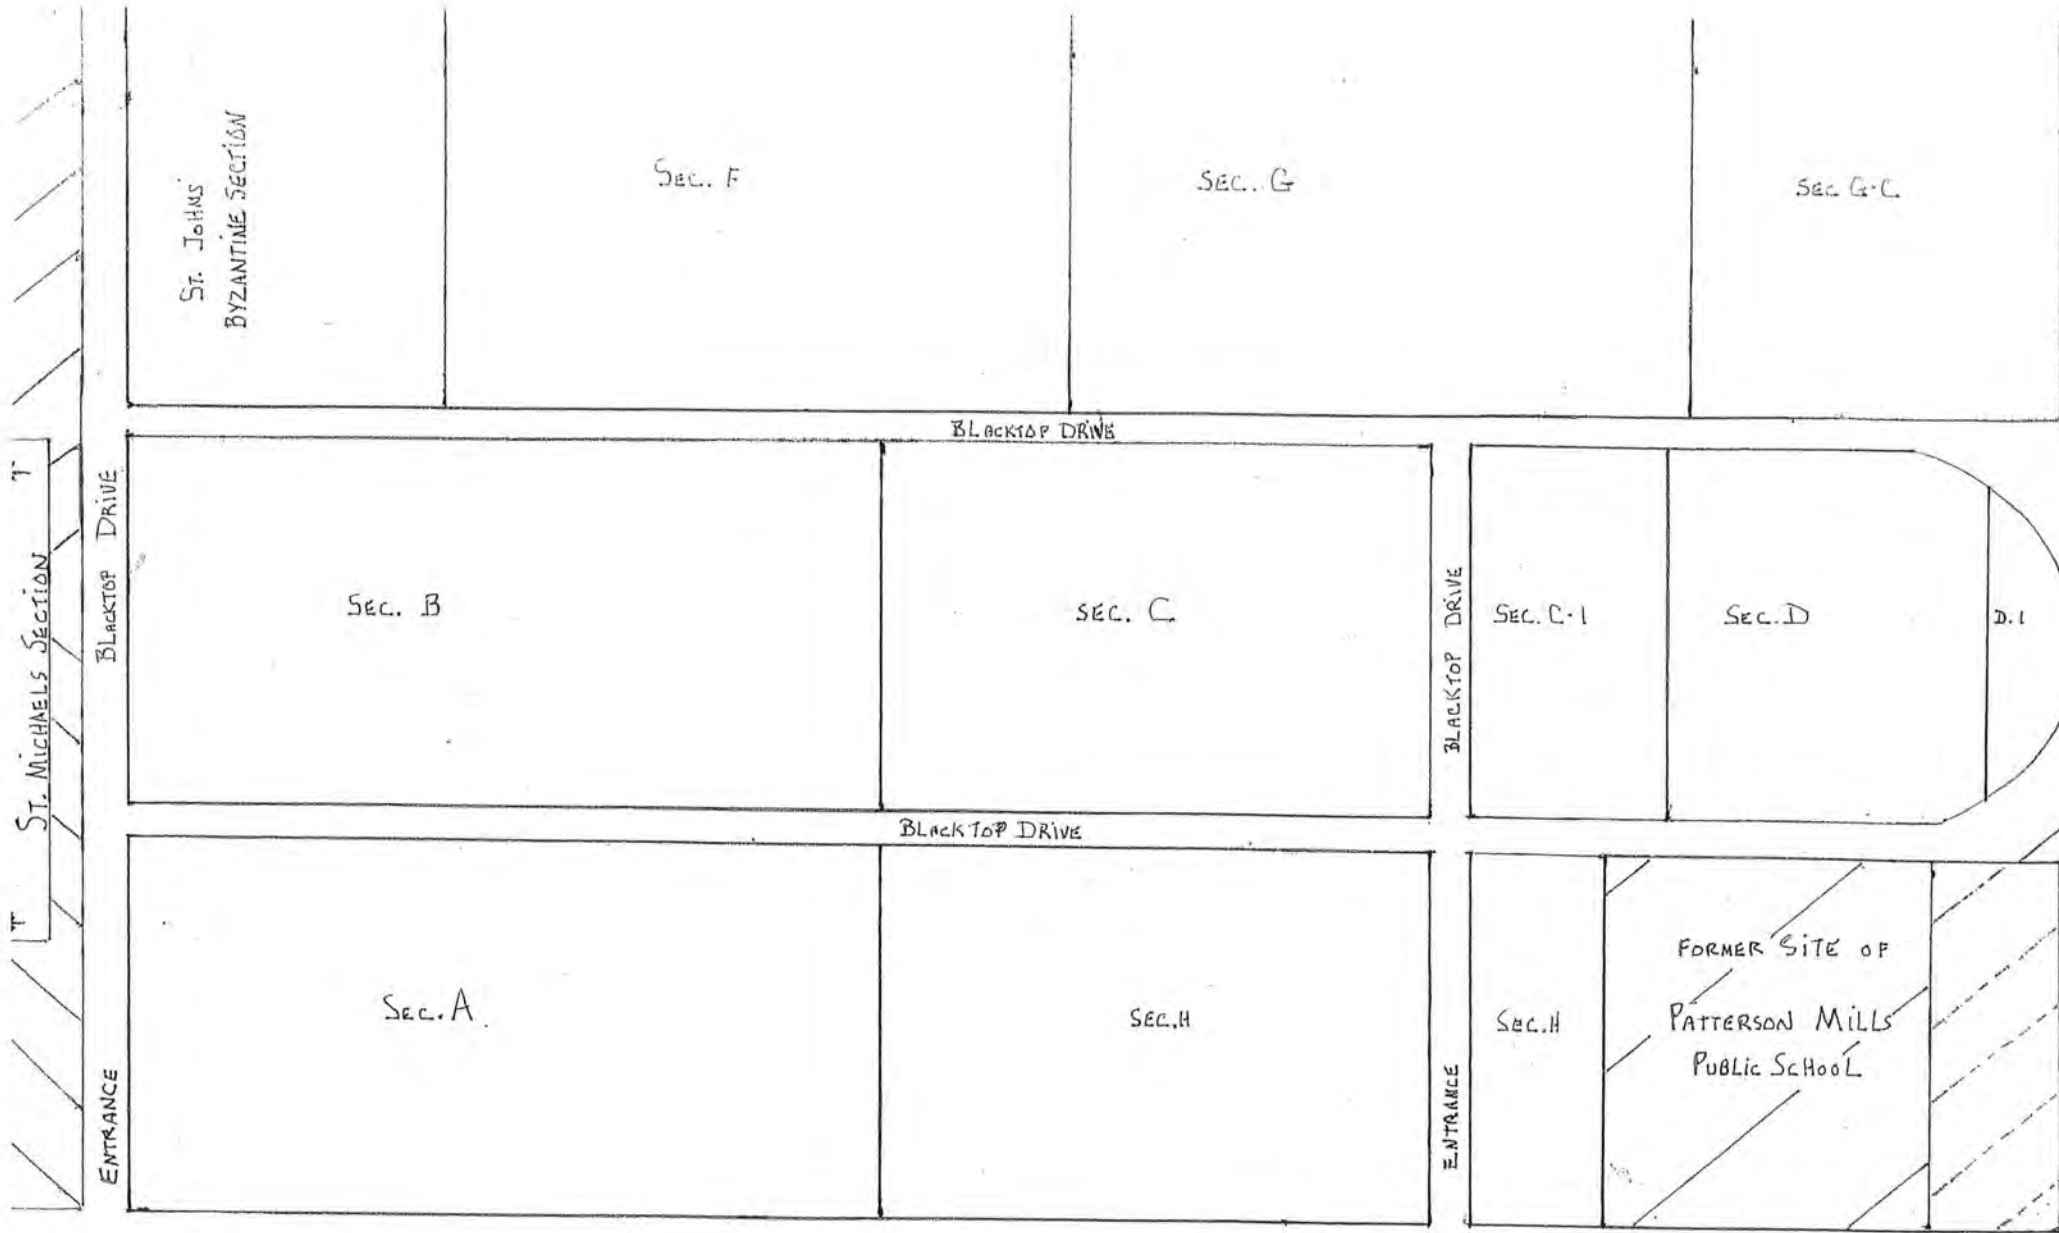 ST. JOHNS
BYZANTINE SECTION
SEC. F
SEC. G
SEC G-C
BLACKTOP DRIVE
ST. MICHAELS SECTION
BLACKTOP DRIVE
SEC. B
SEC. C
BLACKTOP DRIVE
SEC. C-1
SEC. D
D.1
BLACKTOP DRIVE
ENTRANCE
SEC. A
SEC. H
ENTRANCE
SEC. H
FORMER SITE OF
PATTERSON MILLS
PUBLIC SCHOOL